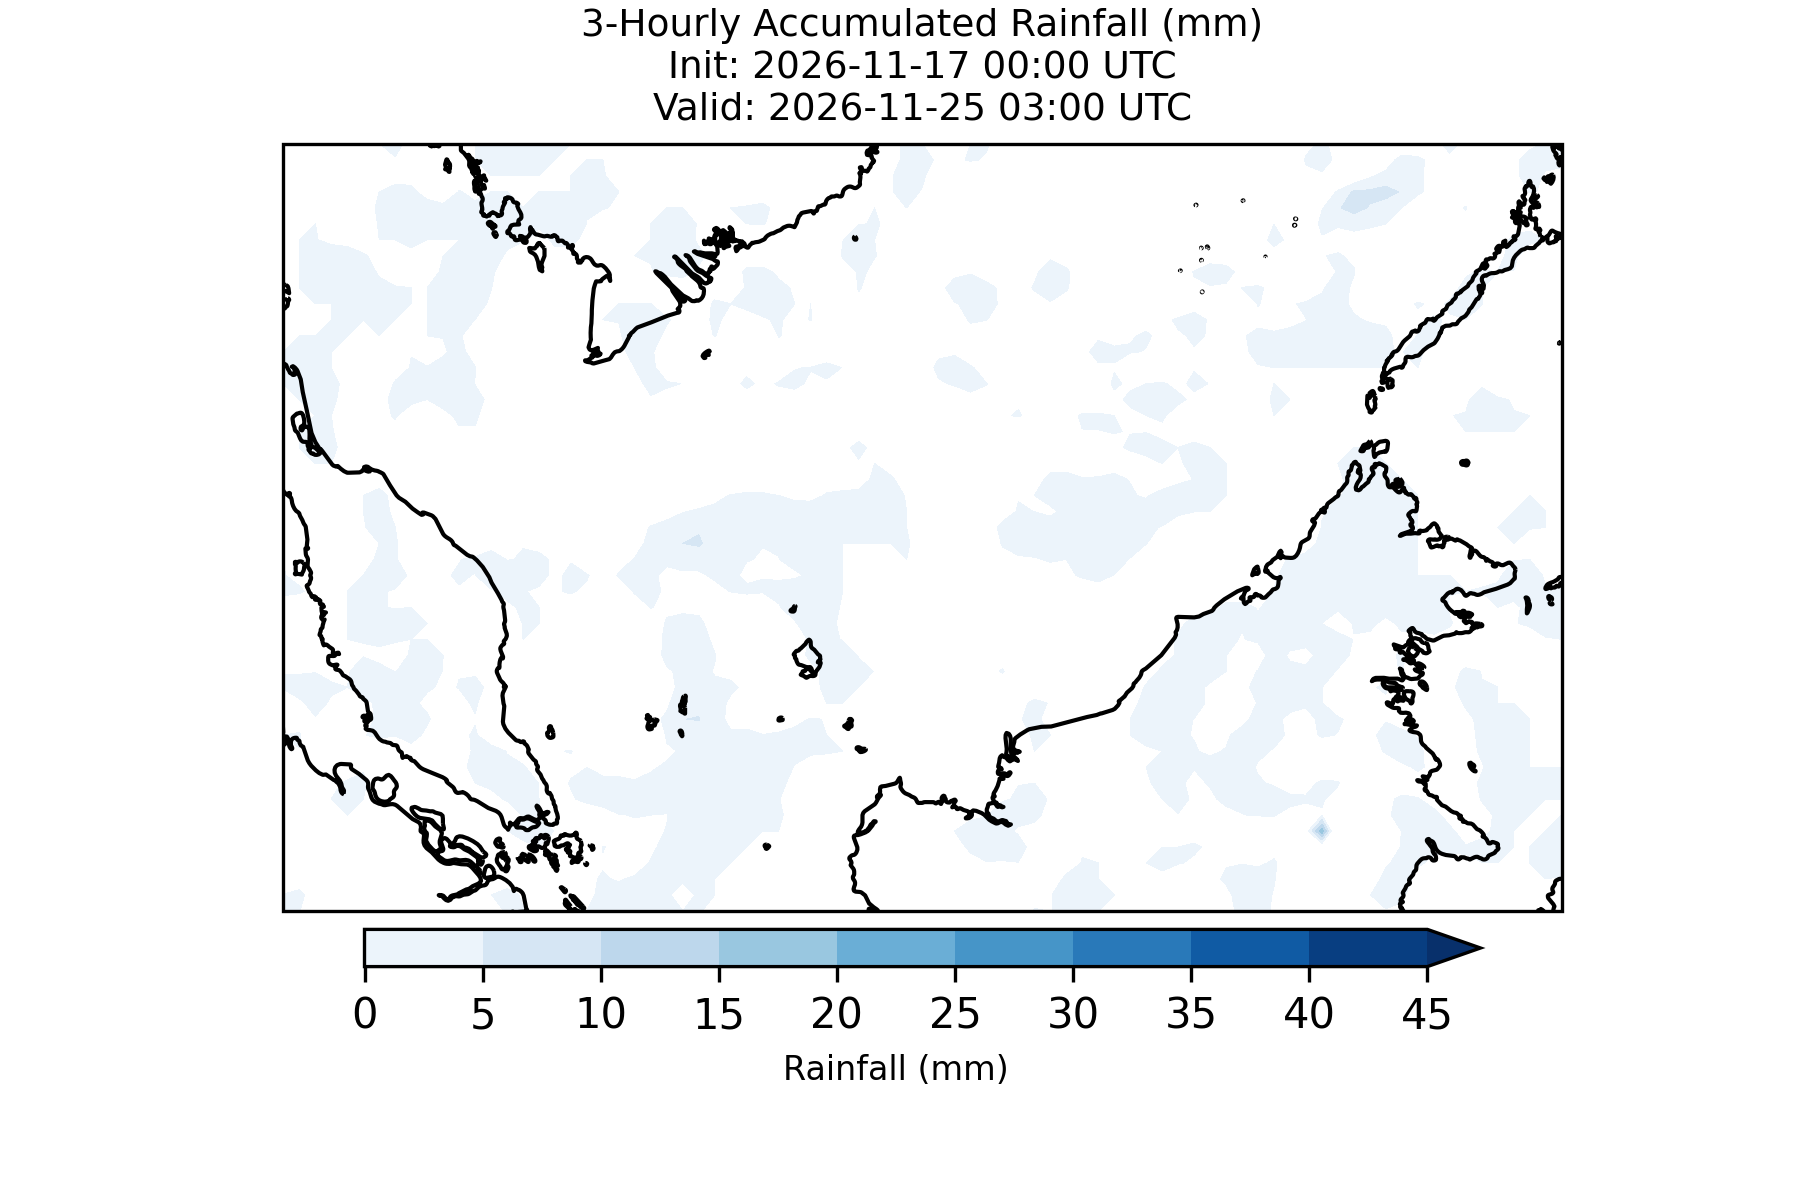 3-Hourly Accumulated Rainfall (mm)
Init: 2026-11-17 00:00 UTC
Valid: 2026-11-25 03:00 UTC
0 5 10 15 20 25 30 35 40 45
Rainfall (mm)